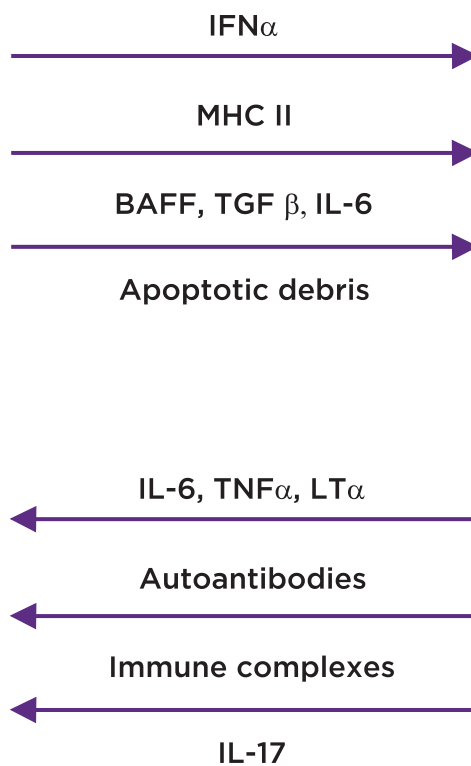 IFNα
MHC II
BAFF, TGF β, IL-6
Apoptotic debris
IL-6, TNFα, LTα
Autoantibodies
Immune complexes
IL-17